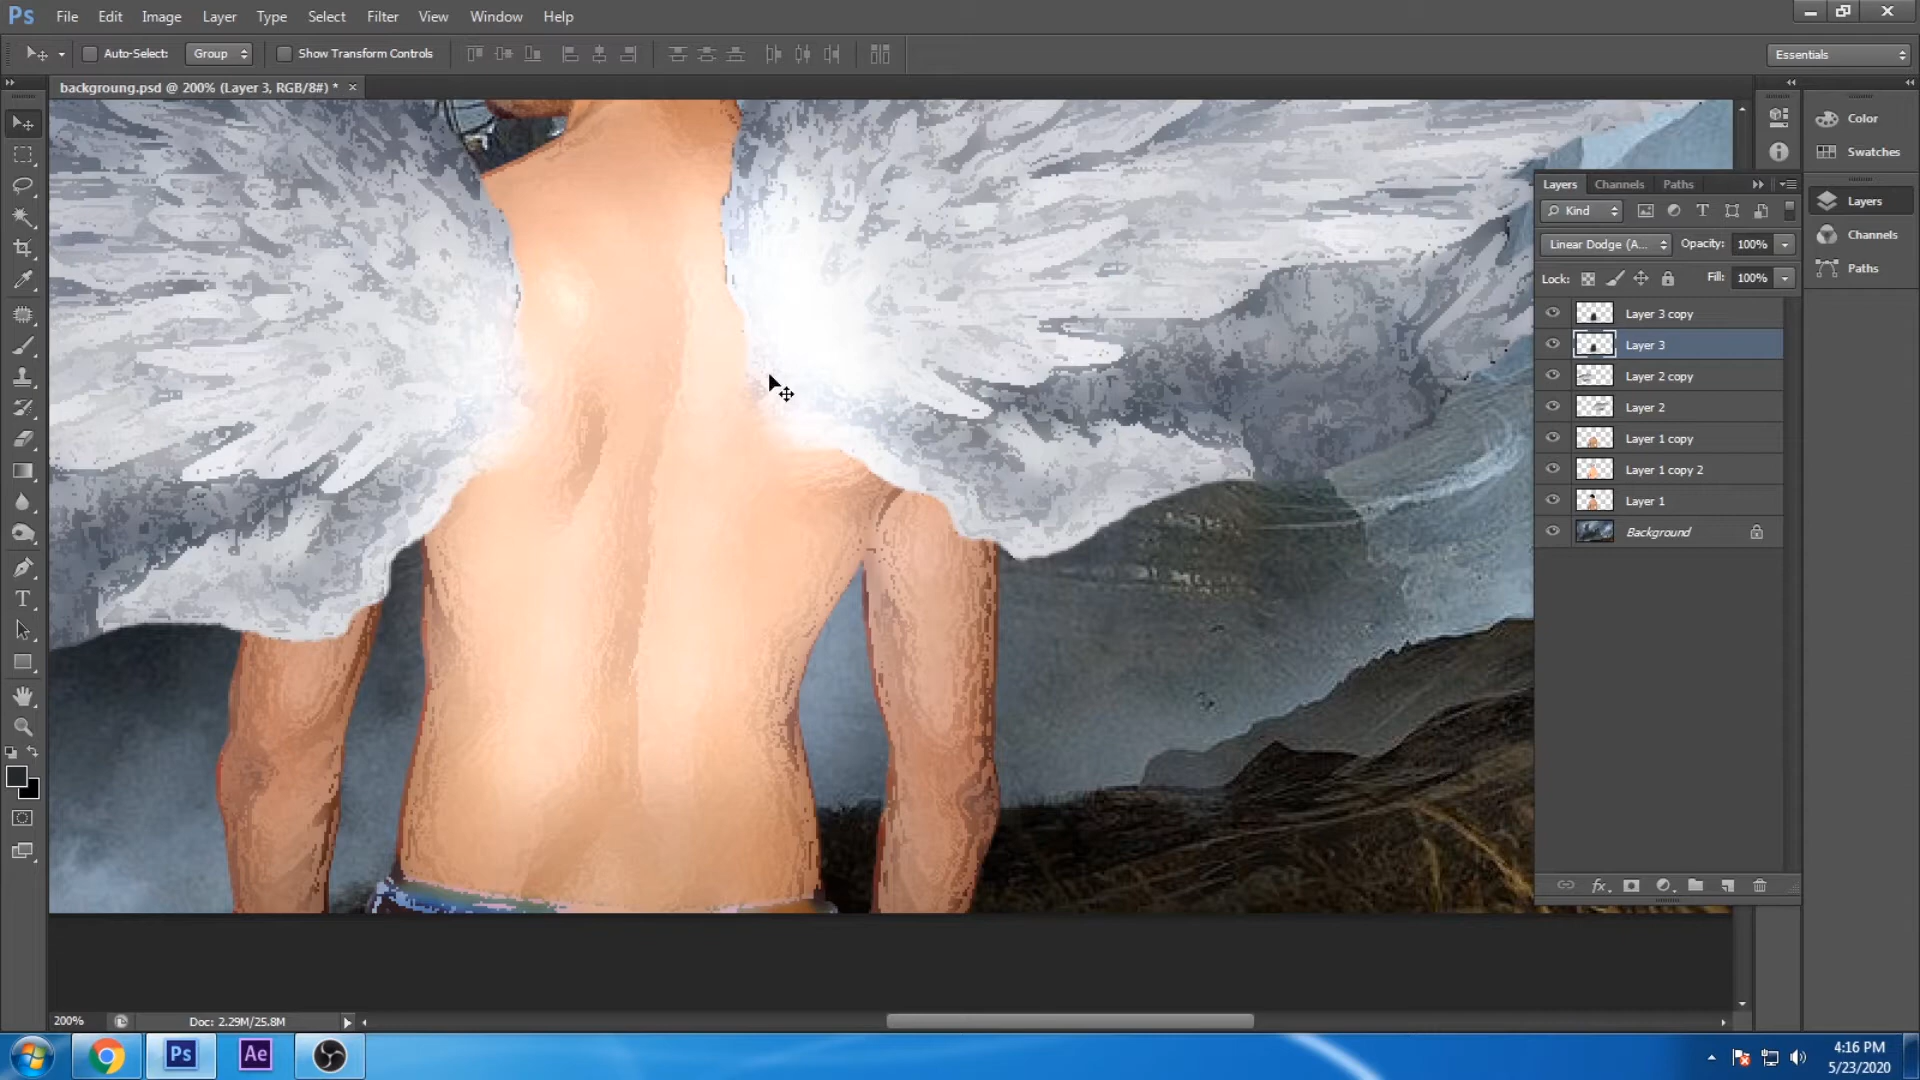 Ps File Edit Image Layer Type Select Filter View Window Help
Auto-Select: Group Show Transform Controls Essentials
backgroung.psd @ 200% (Layer 3, RGB/8#) * ×
Color
Swatches
Layers Channels Paths
Kind
Linear Dodge (A... Opacity: 100%
Lock: Fill: 100%
Layers
Channels
Paths
Layer 3 copy
Layer 3
Layer 2 copy
Layer 2
Layer 1 copy
Layer 1 copy 2
Layer 1
Background
fx
200% Doc: 2.29M/25.8M
Ps Ae
4:16 PM
5/23/2020